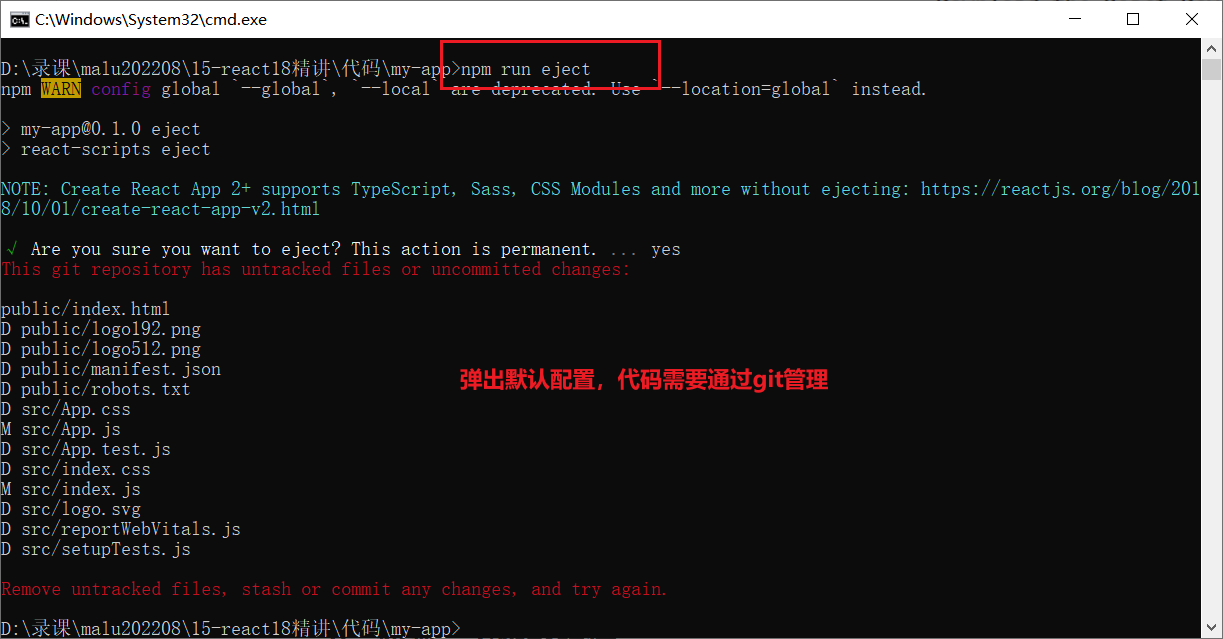 C:\Windows\System32\cmd.exe
D:\录课\malu202208\15-react18精讲\代码\my-app>npm run eject
npm WARN config global `--global`, `--local` are deprecated. Use `--location=global` instead.
> my-app@0.1.0 eject
> react-scripts eject
NOTE: Create React App 2+ supports TypeScript, Sass, CSS Modules and more without ejecting: https://reactjs.org/blog/201
8/10/01/create-react-app-v2.html
√ Are you sure you want to eject? This action is permanent. ... yes
This git repository has untracked files or uncommitted changes:
public/index.html
D public/logo192.png
D public/logo512.png
D public/manifest.json
D public/robots.txt
弹出默认配置，代码需要通过git管理
D src/App.css
M src/App.js
D src/App.test.js
D src/index.css
M src/index.js
D src/logo.svg
D src/reportWebVitals.js
D src/setupTests.js
Remove untracked files, stash or commit any changes, and try again.
D:\录课\malu202208\15-react18精讲\代码\my-app>